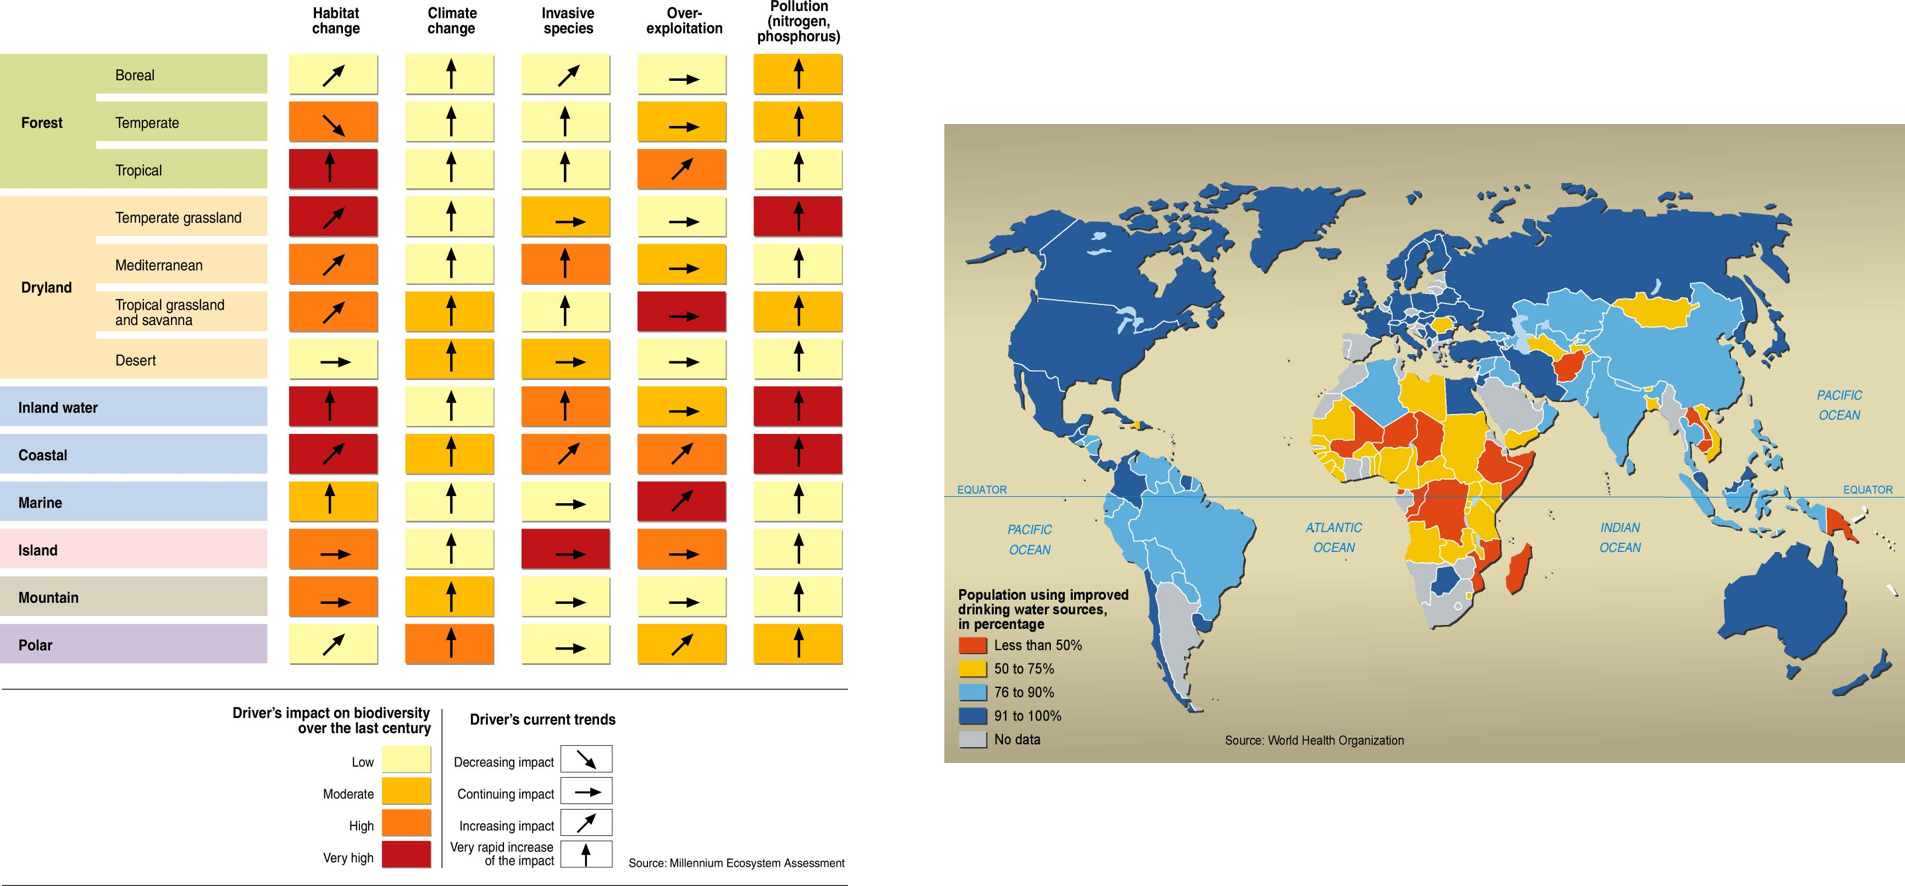 Habitat
change
Climate
change
Invasive
species
Over-
exploitation
Pollution
(nitrogen,
phosphorus)
Forest
Boreal
Temperate
Tropical
Dryland
Temperate grassland
Mediterranean
Tropical grassland
and savanna
Desert
Inland water
Coastal
Marine
Island
Mountain
Polar
Driver's impact on biodiversity
over the last century
Low
Moderate
High
Very high
Driver's current trends
Decreasing impact
Continuing impact
Increasing impact
Very rapid increase
of the impact
Source: Millennium Ecosystem Assessment
PACIFIC
OCEAN
EQUATOR
EQUATOR
PACIFIC
OCEAN
ATLANTIC
OCEAN
INDIAN
OCEAN
Population using improved
drinking water sources,
in percentage
Less than 50%
50 to 75%
76 to 90%
91 to 100%
No data
Source: World Health Organization